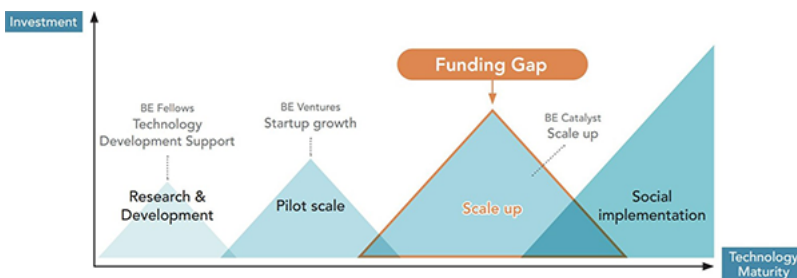 Investment
Funding Gap
BE Fellows
Technology
Development Support
BE Ventures
Startup growth
BE Catalyst
Scale up
Research &
Development
Pilot scale
Scale up
Social
implementation
Technology
Maturity